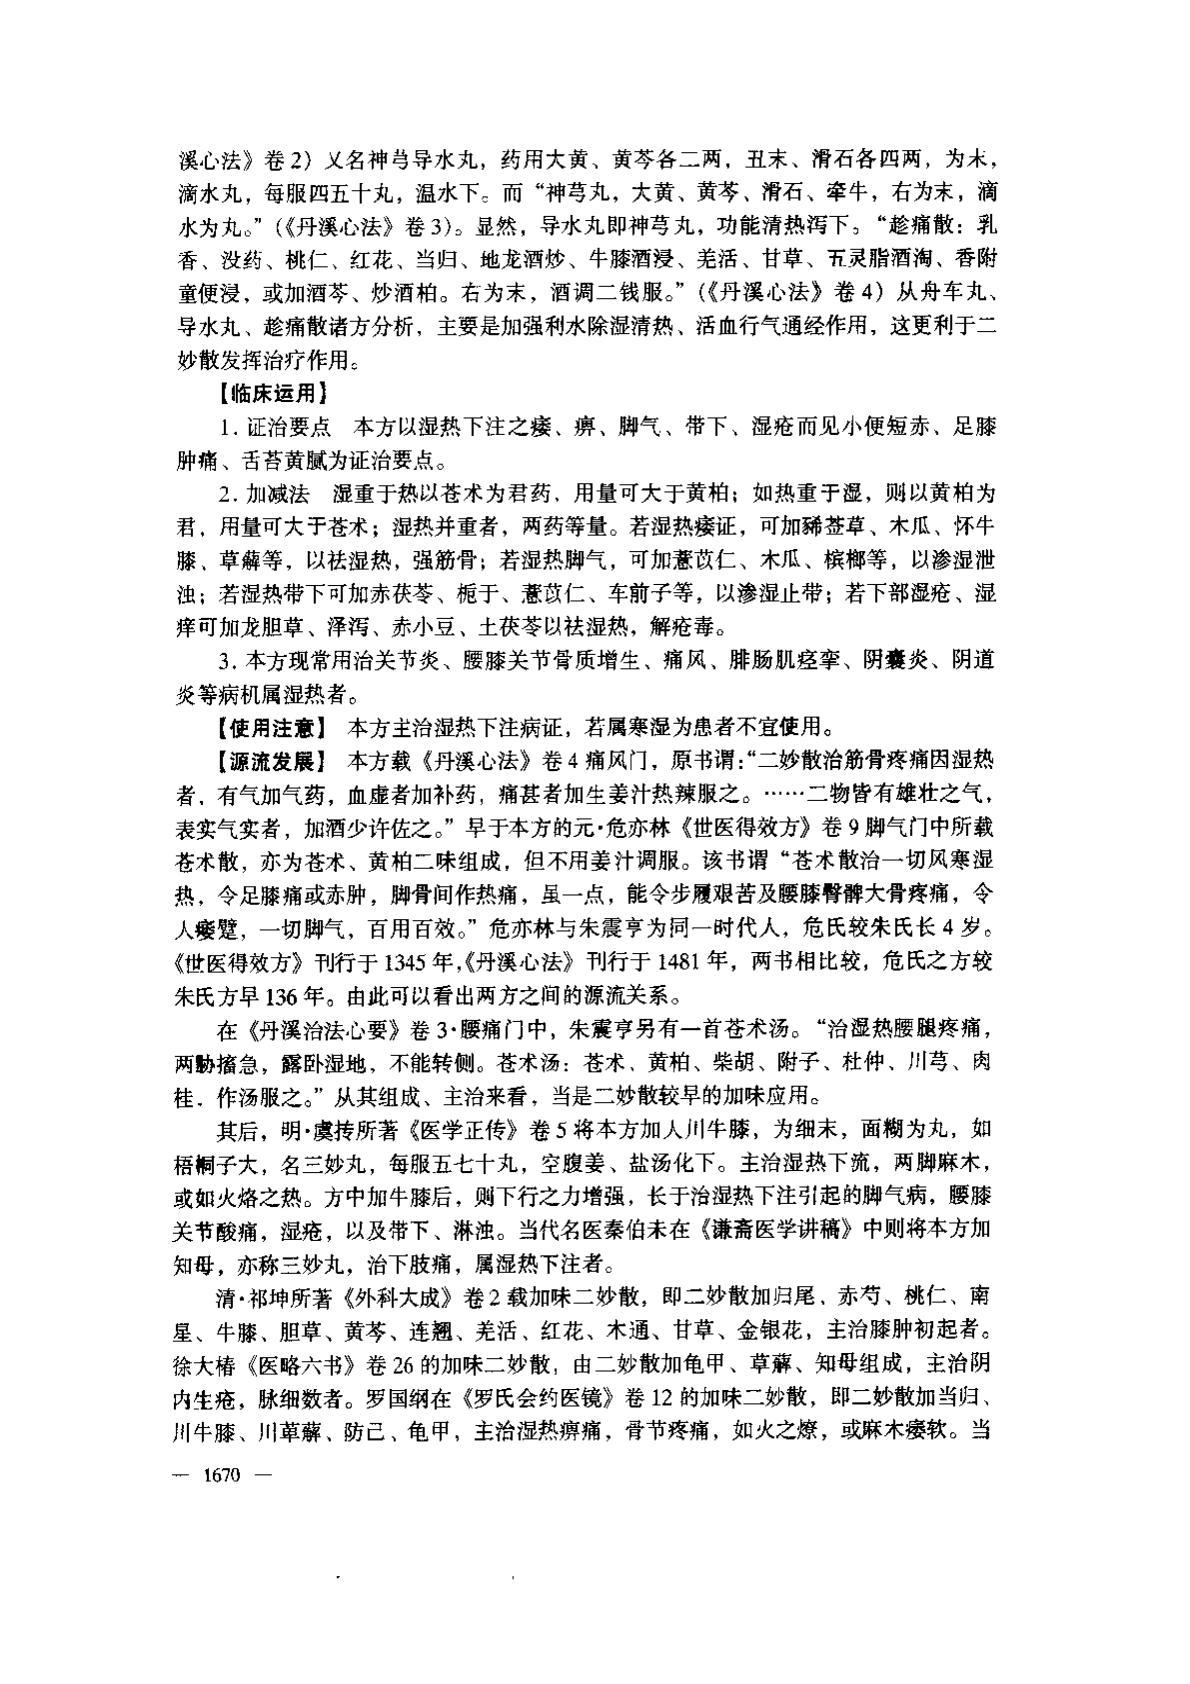 溪心法》卷2）又名神芎导水丸，药用大黄、黄芩各二两，丑末、滑石各四两，为末，
滴水丸，每服四五十丸，温水下。而“神芎丸，大黄、黄芩、滑石、牵牛，右为末，滴
水为丸。”（《丹溪心法》卷3）。显然，导水丸即神芎丸，功能清热泻下。“趁痛散：乳
香、没药、桃仁、红花、当归、地龙酒炒、牛膝酒浸、羌活、甘草、五灵脂酒淘、香附
童便浸，或加酒芩、炒酒柏。右为末，酒调二钱服。”（《丹溪心法》卷4）从舟车丸、
导水丸、趁痛散诸方分析，主要是加强利水除湿清热、活血行气通经作用，这更利于二
妙散发挥治疗作用。
【临床运用】
1. 证治要点　本方以湿热下注之痿、痹、脚气、带下、湿疮而见小便短赤、足膝
肿痛、舌苔黄腻为证治要点。
2. 加减法　湿重于热以苍术为君药，用量可大于黄柏；如热重于湿，则以黄柏为
君，用量可大于苍术；湿热并重者，两药等量。若湿热痿证，可加豨莶草、木瓜、怀牛
膝、草薢等，以祛湿热，强筋骨；若湿热脚气，可加薏苡仁、木瓜、槟榔等，以渗湿泄
浊；若湿热带下可加赤茯苓、栀于、薏苡仁、车前子等，以渗湿止带；若下部湿疮、湿
痒可加龙胆草、泽泻、赤小豆、土茯苓以祛湿热，解疮毒。
3. 本方现常用治关节炎、腰膝关节骨质增生、痛风、腓肠肌痉挛、阴囊炎、阴道
炎等病机属湿热者。
【使用注意】　本方主治湿热下注病证，若属寒湿为患者不宜使用。
【源流发展】　本方载《丹溪心法》卷4痛风门，原书谓：“二妙散治筋骨疼痛因湿热
者，有气加气药，血虚者加补药，痛甚者加生姜汁热辣服之。……二物皆有雄壮之气，
表实气实者，加酒少许佐之。”早于本方的元·危亦林《世医得效方》卷9脚气门中所载
苍术散，亦为苍术、黄柏二味组成，但不用姜汁调服。该书谓“苍术散治一切风寒湿
热，令足膝痛或赤肿，脚骨间作热痛，虽一点，能令步履艰苦及腰膝臀髀大骨疼痛，令
人痿躄，一切脚气，百用百效。”危亦林与朱震亨为同一时代人，危氏较朱氏长4岁。
《世医得效方》刊行于1345年，《丹溪心法》刊行于1481年，两书相比较，危氏之方较
朱氏方早136年。由此可以看出两方之间的源流关系。
在《丹溪治法心要》卷3·腰痛门中，朱震亨另有一首苍术汤。“治湿热腰腿疼痛，
两胁搐急，露卧湿地，不能转侧。苍术汤：苍术、黄柏、柴胡、附子、杜仲、川芎、肉
桂．作汤服之。”从其组成、主治来看，当是二妙散较早的加味应用。
其后，明·虞抟所著《医学正传》卷5将本方加人川牛膝，为细末，面糊为丸，如
梧桐子大，名三妙丸，每服五七十丸，空腹姜、盐汤化下。主治湿热下流，两脚麻木，
或如火烙之热。方中加牛膝后，则下行之力增强，长于治湿热下注引起的脚气病，腰膝
关节酸痛，湿疮，以及带下、淋浊。当代名医秦伯未在《谦斋医学讲稿》中则将本方加
知母，亦称三妙丸，治下肢痛，属湿热下注者。
清·祁坤所著《外科大成》卷2载加味二妙散，即二妙散加归尾、赤芍、桃仁、南
星、牛膝、胆草、黄芩、连翘、羌活、红花、木通、甘草、金银花，主治膝肿初起者。
徐大椿《医略六书》卷26的加味二妙散，由二妙散加龟甲、草薢、知母组成，主治阴
内生疮，脉细数者。罗国纲在《罗氏会约医镜》卷12的加味二妙散，即二妙散加当归、
川牛膝、川萆薢、防己、龟甲，主治湿热痹痛，骨节疼痛，如火之燎，或麻木痿软。当
— 1670 —